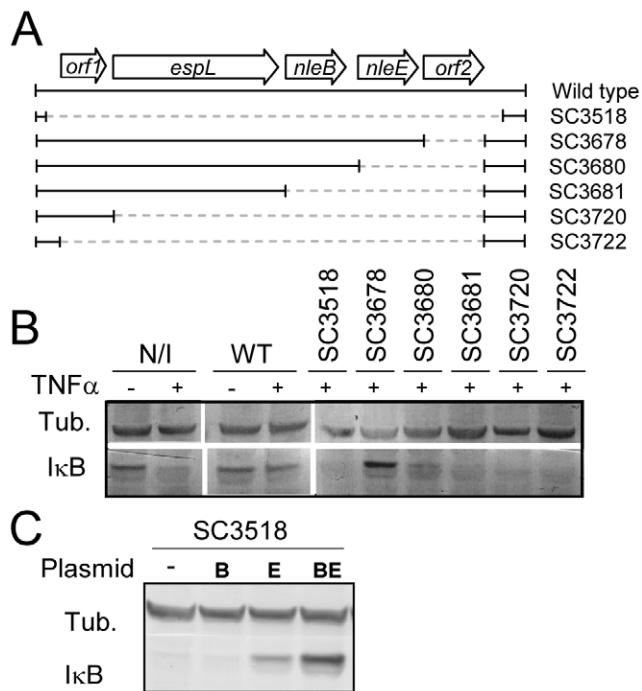 A
orf1 espL nleB nleE orf2
Wild type
SC3518
SC3678
SC3680
SC3681
SC3720
SC3722
B
N/I WT SC3518 SC3678 SC3680 SC3681 SC3720 SC3722
TNFα - + - + + + + + + +
Tub.
IκB
C
SC3518
Plasmid - B E BE
Tub.
IκB